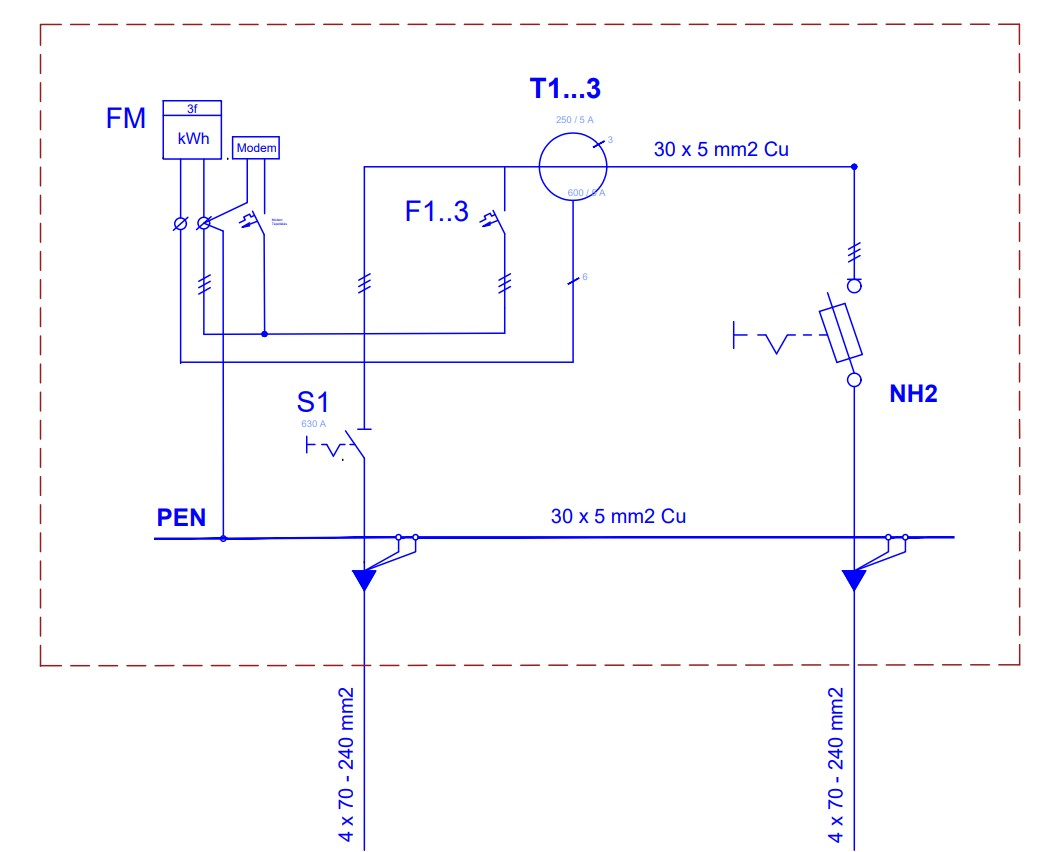 T1...3
3f
FM
kWh
Modem
250 / 5 A
3
30 x 5 mm2 Cu
600 / 5 A
F1..3
6
NH2
S1
630 A
PEN
30 x 5 mm2 Cu
4 x 70 - 240 mm2
4 x 70 - 240 mm2